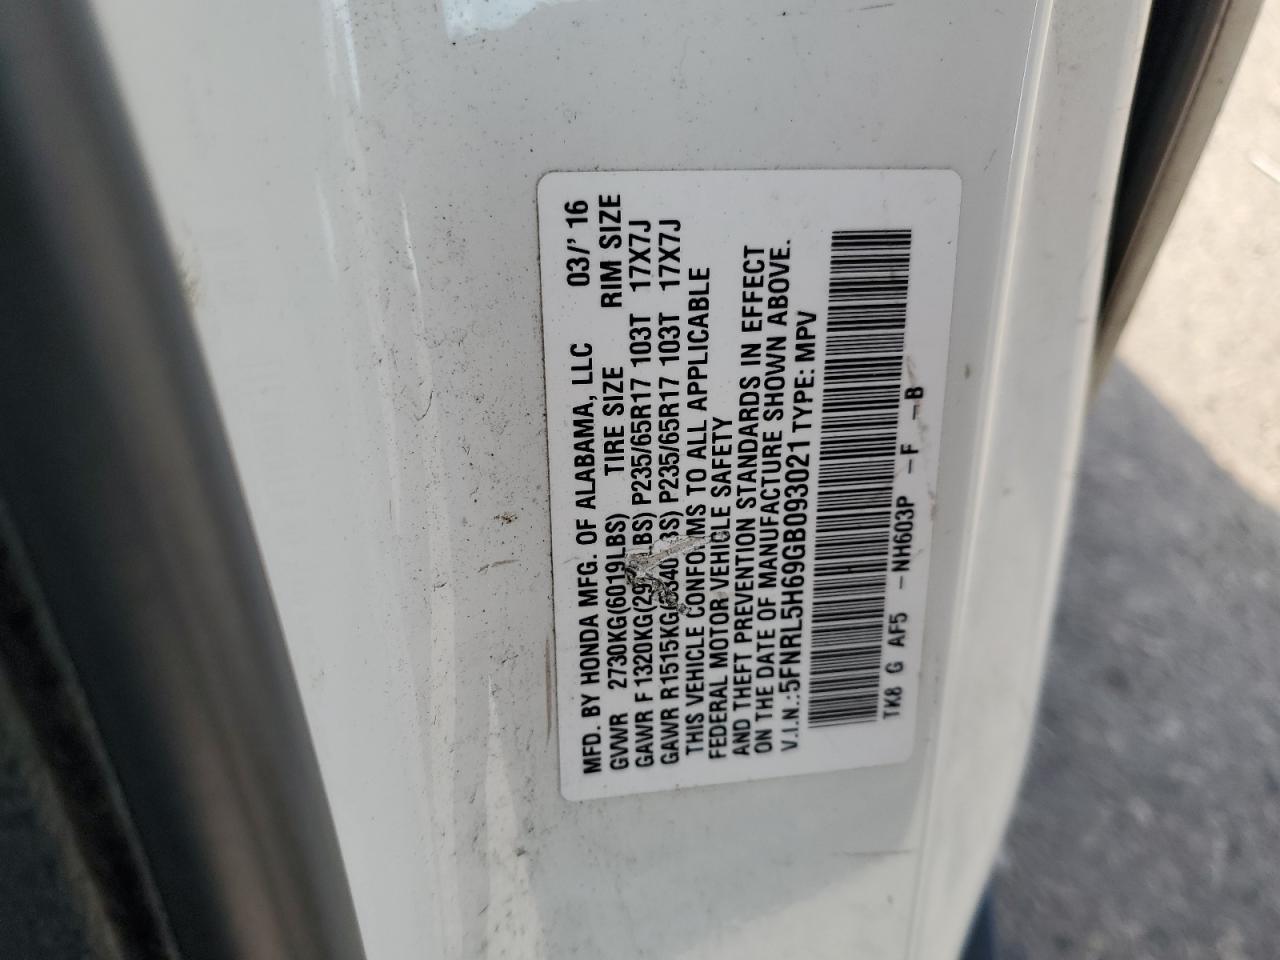 MFD. BY HONDA MFG. OF ALABAMA, LLC 03/' 16
GVWR 2730KG(6019LBS) TIRE SIZE RIM SIZE
GAWR F 1320KG P235/65R17 103T 17X7J
GAWR R1515KG P235/65R17 103T 17X7J
THIS VEHICLE CONFORMS TO ALL APPLICABLE
FEDERAL MOTOR VEHICLE SAFETY
AND THEFT PREVENTION STANDARDS IN EFFECT
ON THE DATE OF MANUFACTURE SHOWN ABOVE.
V.I.N.:5FNRL5H69GB093021 TYPE: MPV
TK8 G AF5 -NH603P -F -B